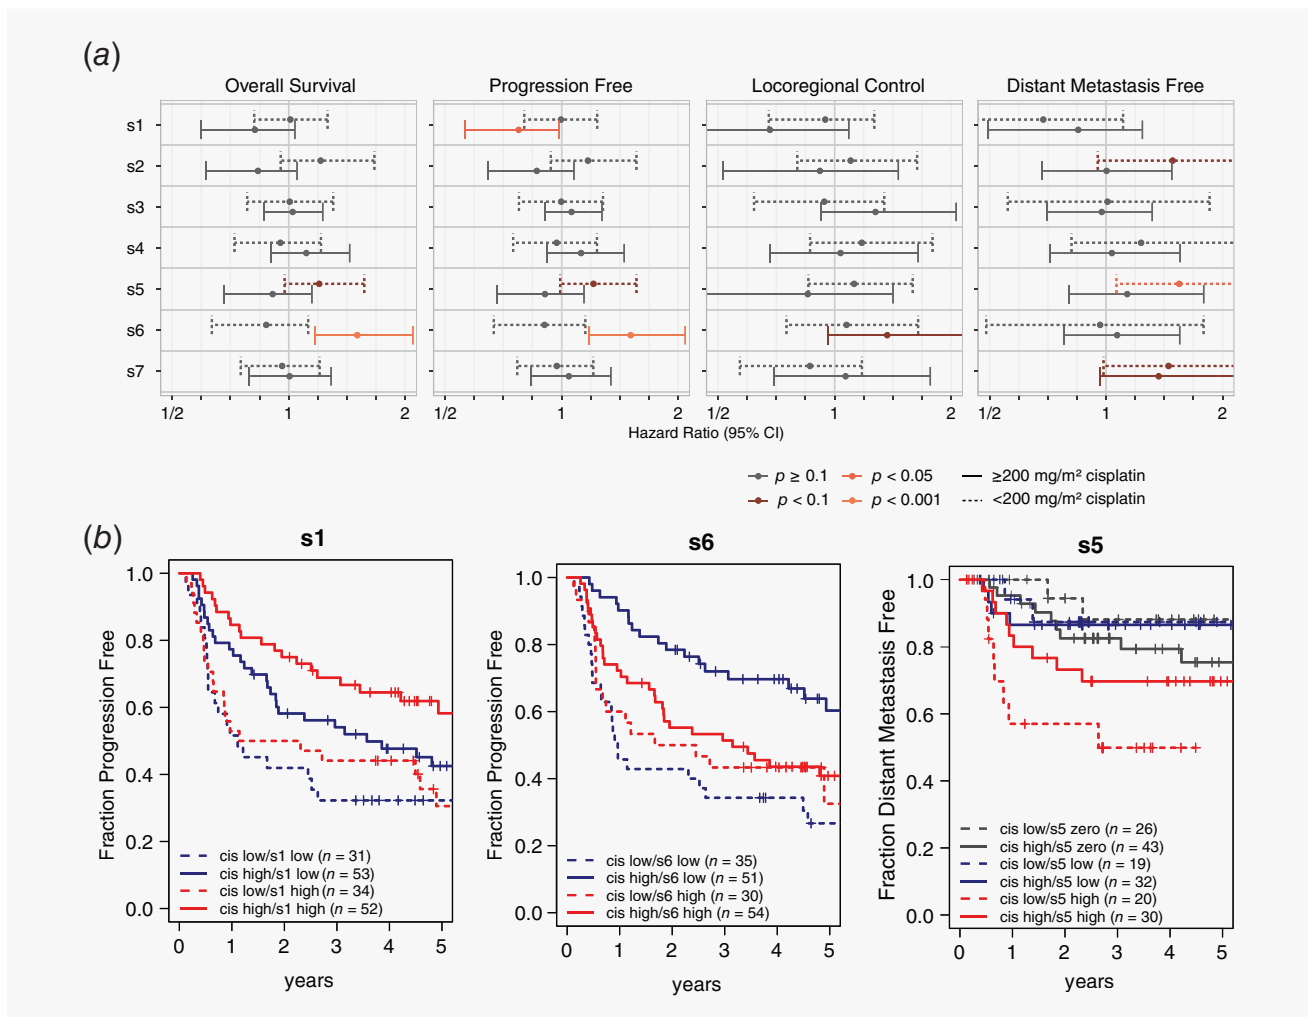 (a)
Overall Survival Progression Free Locoregional Control Distant Metastasis Free
s1
s2
s3
s4
s5
s6
s7
1/2 1 2 1/2 1 2 1/2 1 2 1/2 1 2
Hazard Ratio (95% CI)
p ≥ 0.1 p < 0.05 ≥200 mg/m² cisplatin
p < 0.1 p < 0.001 <200 mg/m² cisplatin
(b)
s1
Fraction Progression Free
1.0
0.8
0.6
0.4
0.2
0.0
cis low/s1 low (n = 31)
cis high/s1 low (n = 53)
cis low/s1 high (n = 34)
cis high/s1 high (n = 52)
0 1 2 3 4 5
years
s6
Fraction Progression Free
1.0
0.8
0.6
0.4
0.2
0.0
cis low/s6 low (n = 35)
cis high/s6 low (n = 51)
cis low/s6 high (n = 30)
cis high/s6 high (n = 54)
0 1 2 3 4 5
years
s5
Fraction Distant Metastasis Free
1.0
0.8
0.6
0.4
0.2
0.0
cis low/s5 zero (n = 26)
cis high/s5 zero (n = 43)
cis low/s5 low (n = 19)
cis high/s5 low (n = 32)
cis low/s5 high (n = 20)
cis high/s5 high (n = 30)
0 1 2 3 4 5
years